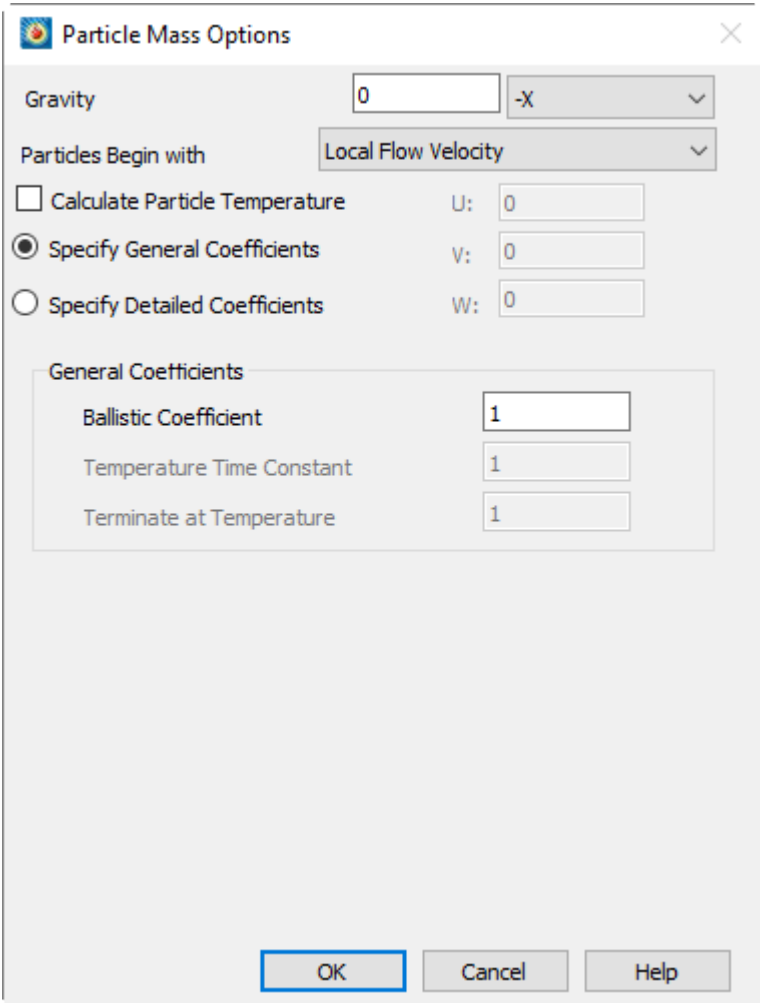 Particle Mass Options
Gravity 0 -X
Particles Begin with Local Flow Velocity
Calculate Particle Temperature U: 0
Specify General Coefficients V: 0
Specify Detailed Coefficients W: 0
General Coefficients
Ballistic Coefficient 1
Temperature Time Constant 1
Terminate at Temperature 1
OK Cancel Help